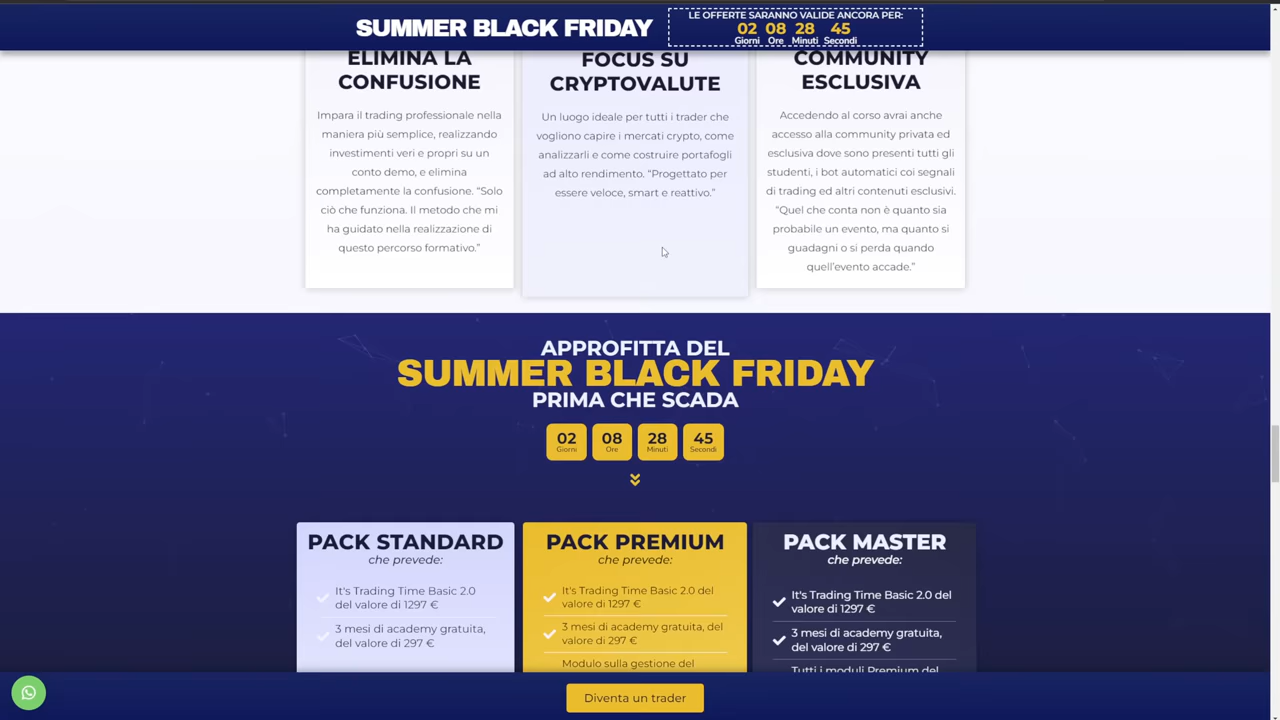 SUMMER BLACK FRIDAY
LE OFFERTE SARANNO VALIDE ANCORA PER:
02 08 28 45
Giorni Ore Minuti Secondi
ELIMINA LA
CONFUSIONE
Impara il trading professionale nella
maniera più semplice, realizzando
investimenti veri e propri su un
conto demo, e elimina
completamente la confusione. “Solo
ciò che funziona. Il metodo che mi
ha guidato nella realizzazione di
questo percorso formativo.”
FOCUS SU
CRYPTOVALUTE
Un luogo ideale per tutti i trader che
vogliono capire i mercati crypto, come
analizzarli e come costruire portafogli
ad alto rendimento. “Progettato per
essere veloce, smart e reattivo.”
COMMUNITY
ESCLUSIVA
Accedendo al corso avrai anche
accesso alla community privata ed
esclusiva dove sono presenti tutti gli
studenti, i bot automatici coi segnali
di trading ed altri contenuti esclusivi.
“Quel che conta non è quanto sia
probabile un evento, ma quanto si
guadagni o si perda quando
quell’evento accade.”
APPROFITTA DEL
SUMMER BLACK FRIDAY
PRIMA CHE SCADA
02 08 28 45
Giorni Ore Minuti Secondi
PACK STANDARD
che prevede:
It's Trading Time Basic 2.0
del valore di 1297 €
3 mesi di academy gratuita,
del valore di 297 €
PACK PREMIUM
che prevede:
It's Trading Time Basic 2.0 del
valore di 1297 €
3 mesi di academy gratuita, del
valore di 297 €
Modulo sulla gestione del
PACK MASTER
che prevede:
It's Trading Time Basic 2.0 del
valore di 1297 €
3 mesi di academy gratuita,
del valore di 297 €
Tutti i moduli Premium del
Diventa un trader